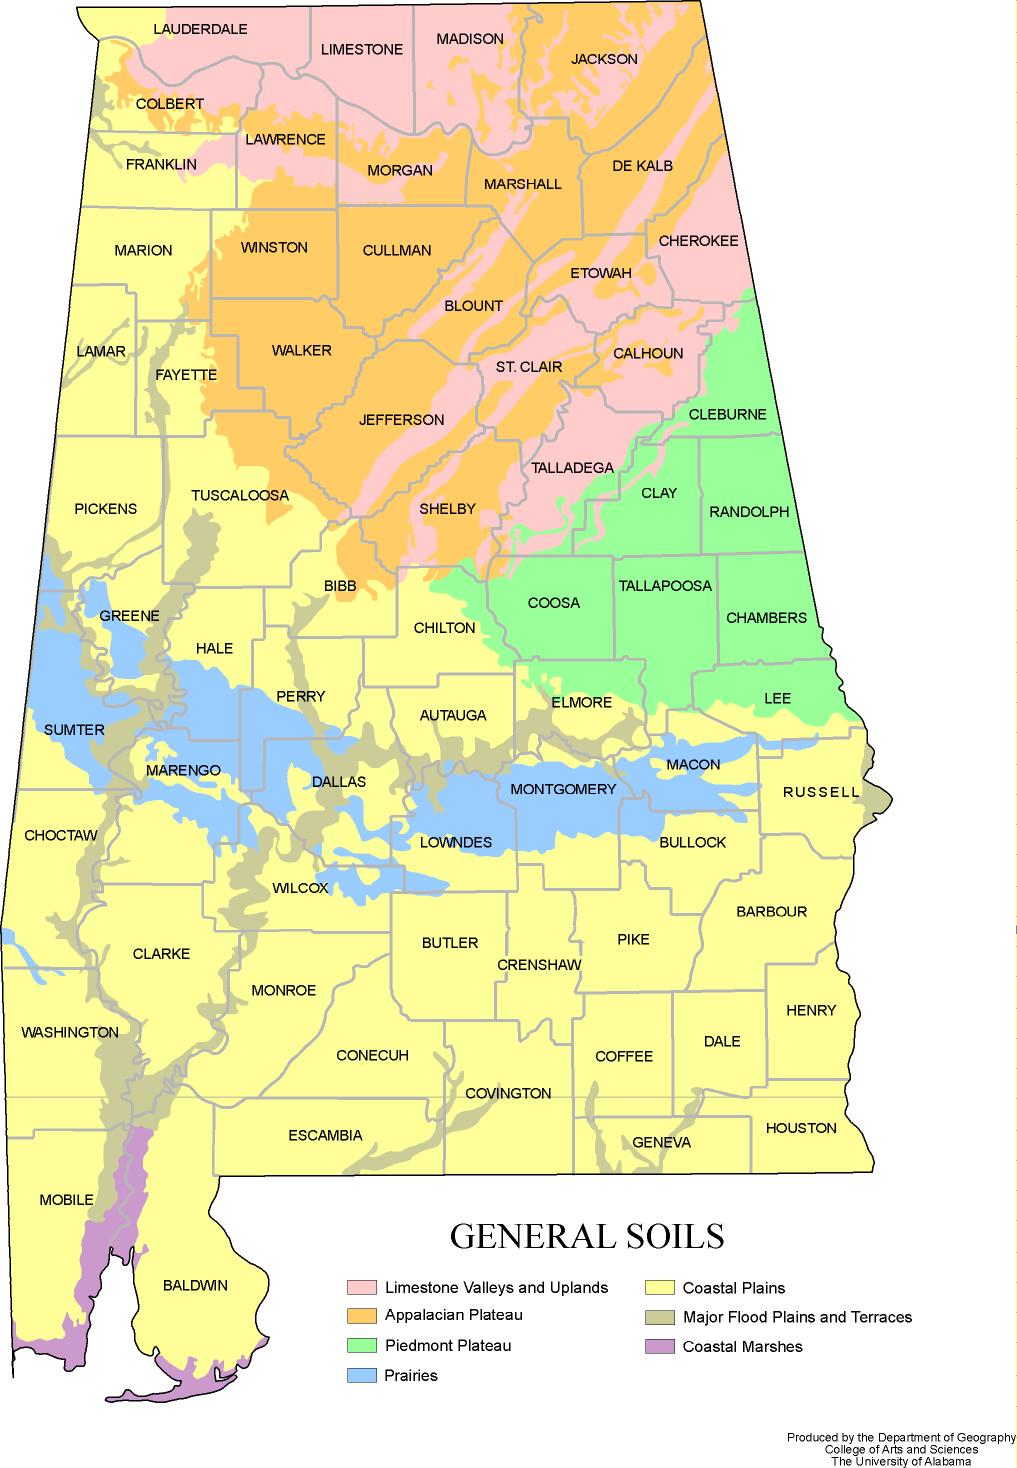 LAUDERDALE
LIMESTONE
MADISON
JACKSON
COLBERT
LAWRENCE
FRANKLIN
MORGAN
MARSHALL
DE KALB
MARION
WINSTON
CULLMAN
CHEROKEE
ETOWAH
BLOUNT
LAMAR
FAYETTE
WALKER
ST. CLAIR
CALHOUN
JEFFERSON
CLEBURNE
PICKENS
TUSCALOOSA
SHELBY
TALLADEGA
CLAY
RANDOLPH
BIBB
GREENE
HALE
CHILTON
COOSA
TALLAPOOSA
CHAMBERS
PERRY
AUTAUGA
ELMORE
LEE
SUMTER
MARENGO
DALLAS
MONTGOMERY
MACON
RUSSELL
CHOCTAW
LOWNDES
BULLOCK
WILCOX
CLARKE
BUTLER
CRENSHAW
PIKE
BARBOUR
MONROE
WASHINGTON
CONECUH
COVINGTON
COFFEE
DALE
HENRY
ESCAMBIA
GENEVA
HOUSTON
MOBILE
BALDWIN
GENERAL SOILS
Limestone Valleys and Uplands
Appalacian Plateau
Piedmont Plateau
Prairies
Coastal Plains
Major Flood Plains and Terraces
Coastal Marshes
Produced by the Department of Geography
College of Arts and Sciences
The University of Alabama